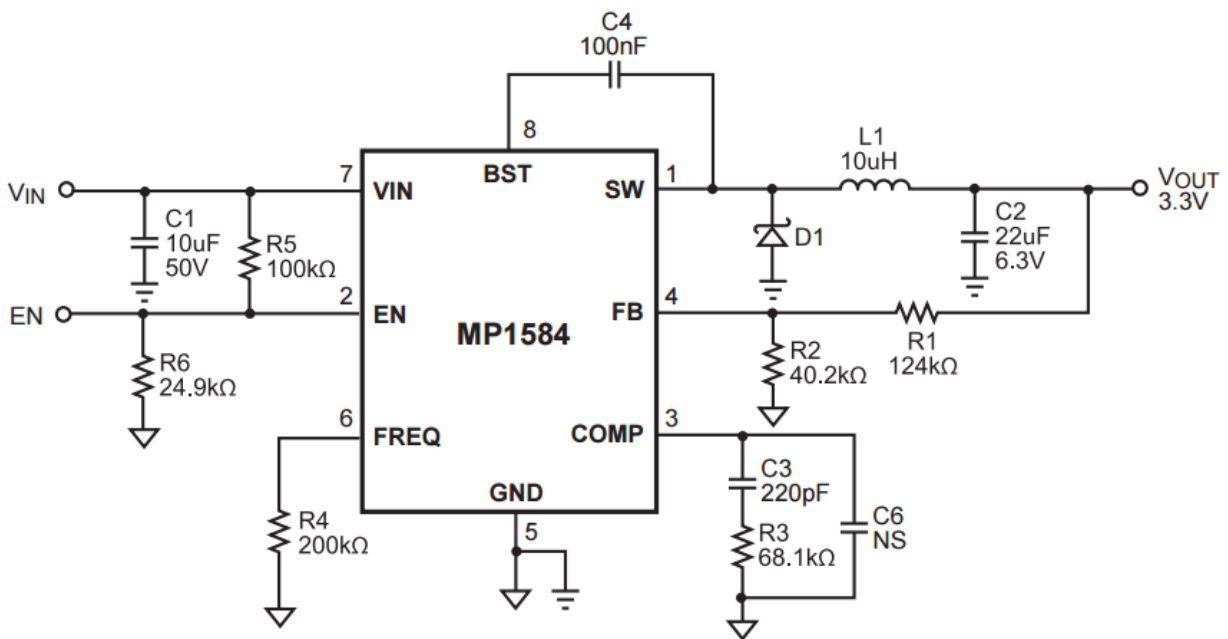 C4
100nF
8
BST
L1
10uH
VIN
7
VIN
SW
1
VOUT
3.3V
C1
10uF
50V
R5
100kΩ
D1
C2
22uF
6.3V
EN
2
EN
FB
4
MP1584
R6
24.9kΩ
R2
40.2kΩ
R1
124kΩ
6
FREQ
COMP
3
GND
5
C3
220pF
R4
200kΩ
R3
68.1kΩ
C6
NS